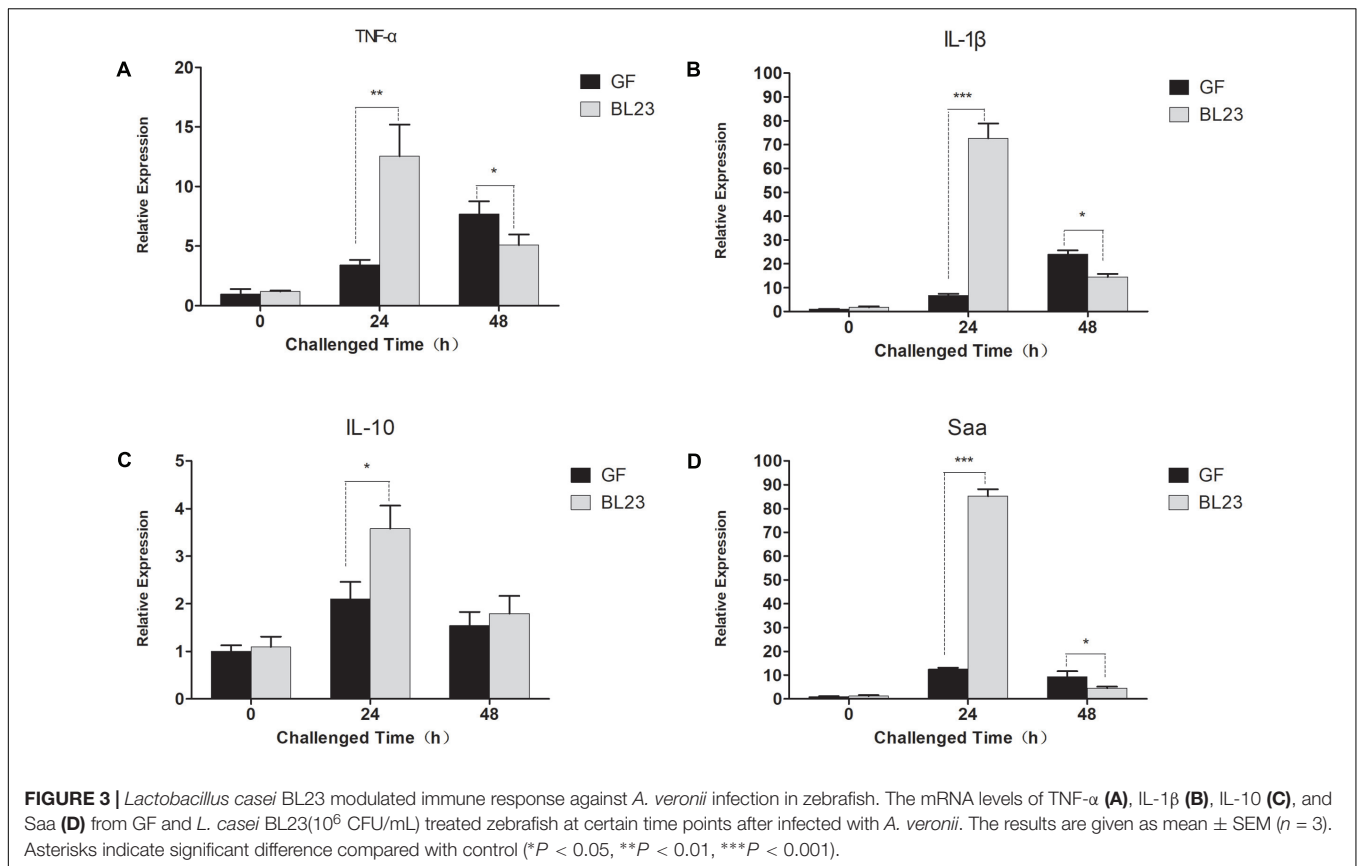 TNF-α
A
20
15
10
5
0
Relative Expression
**
*
GF
BL23
0 24 48
Challenged Time (h)
IL-1β
B
100
90
80
70
60
50
40
30
20
10
0
Relative Expression
***
*
GF
BL23
0 24 48
Challenged Time (h)
IL-10
C
5
4
3
2
1
0
Relative Expression
*
GF
BL23
0 24 48
Challenged Time (h)
Saa
D
100
90
80
70
60
50
40
30
20
10
0
Relative Expression
***
*
GF
BL23
0 24 48
Challenged Time (h)
FIGURE 3 | Lactobacillus casei BL23 modulated immune response against A. veronii infection in zebrafish. The mRNA levels of TNF-α (A), IL-1β (B), IL-10 (C), and
Saa (D) from GF and L. casei BL23(10⁶ CFU/mL) treated zebrafish at certain time points after infected with A. veronii. The results are given as mean ± SEM (n = 3).
Asterisks indicate significant difference compared with control (*P < 0.05, **P < 0.01, ***P < 0.001).